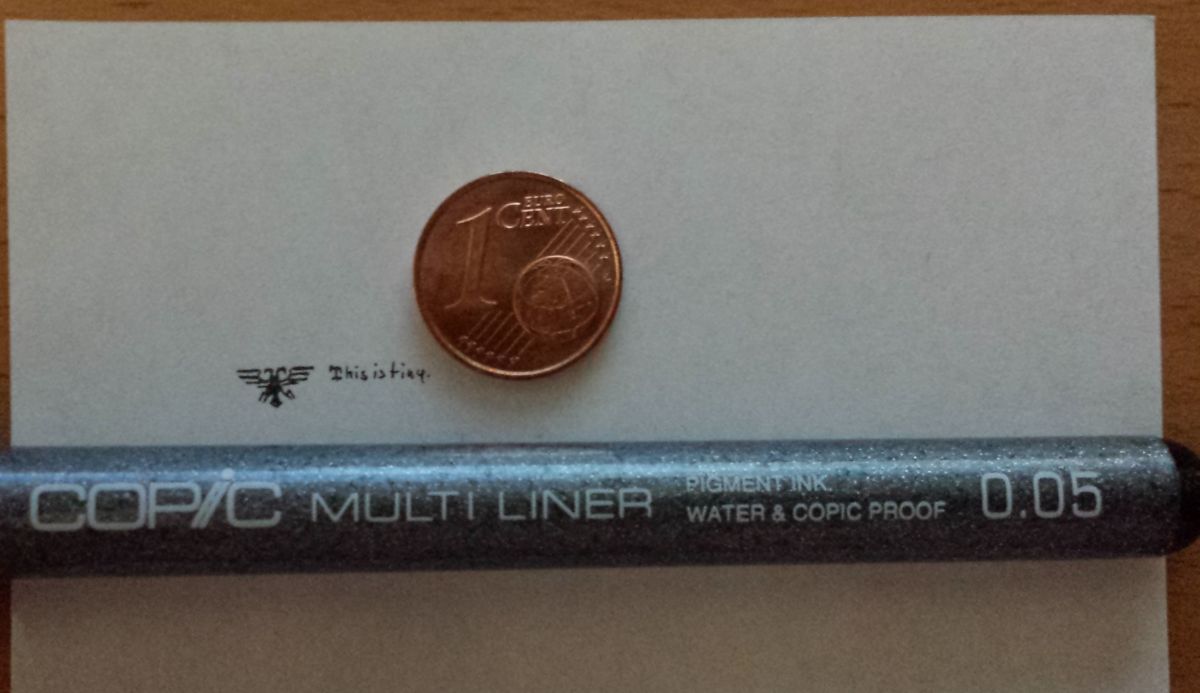 1 EURO
CENT
This is tiny.
COPIC MULTI LINER
PIGMENT INK.
WATER & COPIC PROOF
0.05